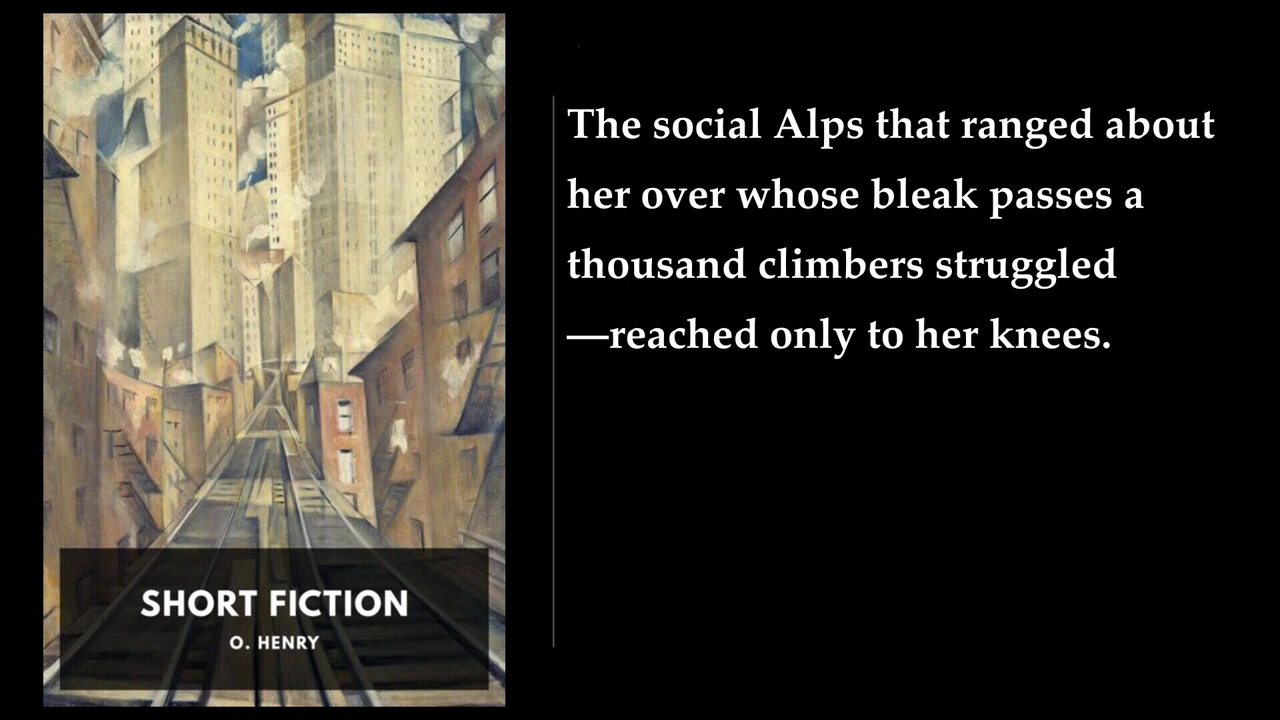 The social Alps that ranged about
her over whose bleak passes a
thousand climbers struggled
—reached only to her knees.
SHORT FICTION
O. HENRY